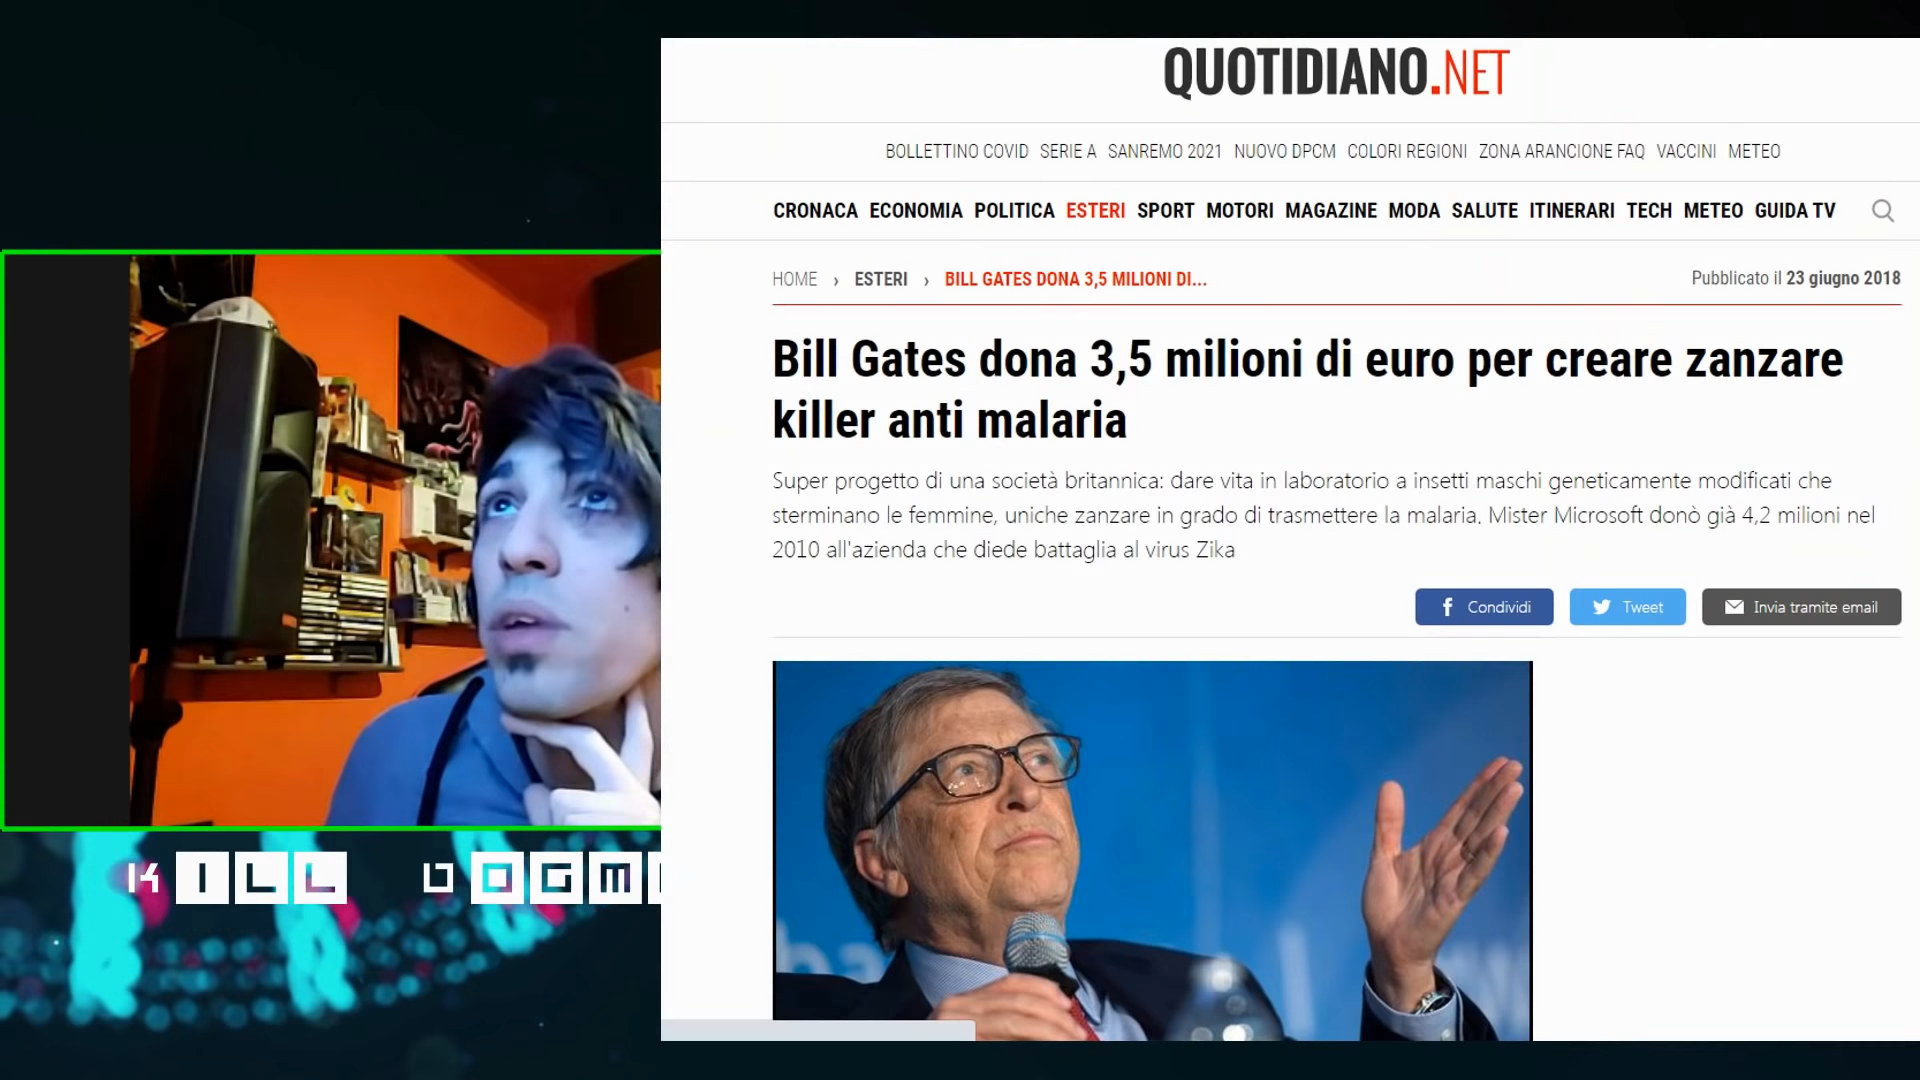 QUOTIDIANO.NET
BOLLETTINO COVID SERIE A SANREMO 2021 NUOVO DPCM COLORI REGIONI ZONA ARANCIONE FAQ VACCINI METEO
CRONACA ECONOMIA POLITICA ESTERI SPORT MOTORI MAGAZINE MODA SALUTE ITINERARI TECH METEO GUIDA TV
HOME › ESTERI › BILL GATES DONA 3,5 MILIONI DI... Pubblicato il 23 giugno 2018
Bill Gates dona 3,5 milioni di euro per creare zanzare
killer anti malaria
Super progetto di una società britannica: dare vita in laboratorio a insetti maschi geneticamente modificati che
sterminano le femmine, uniche zanzare in grado di trasmettere la malaria. Mister Microsoft donò già 4,2 milioni nel
2010 all'azienda che diede battaglia al virus Zika
Condividi Tweet Invia tramite email
KILL DOGM